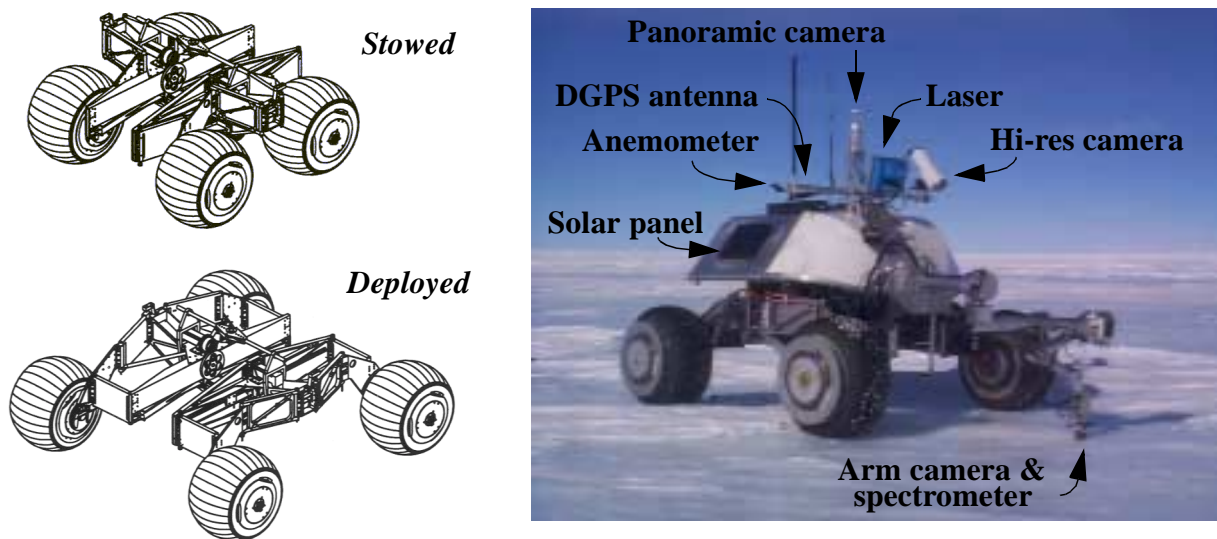 Stowed
Deployed
Panoramic camera
DGPS antenna
Laser
Anemometer
Hi-res camera
Solar panel
Arm camera &
spectrometer